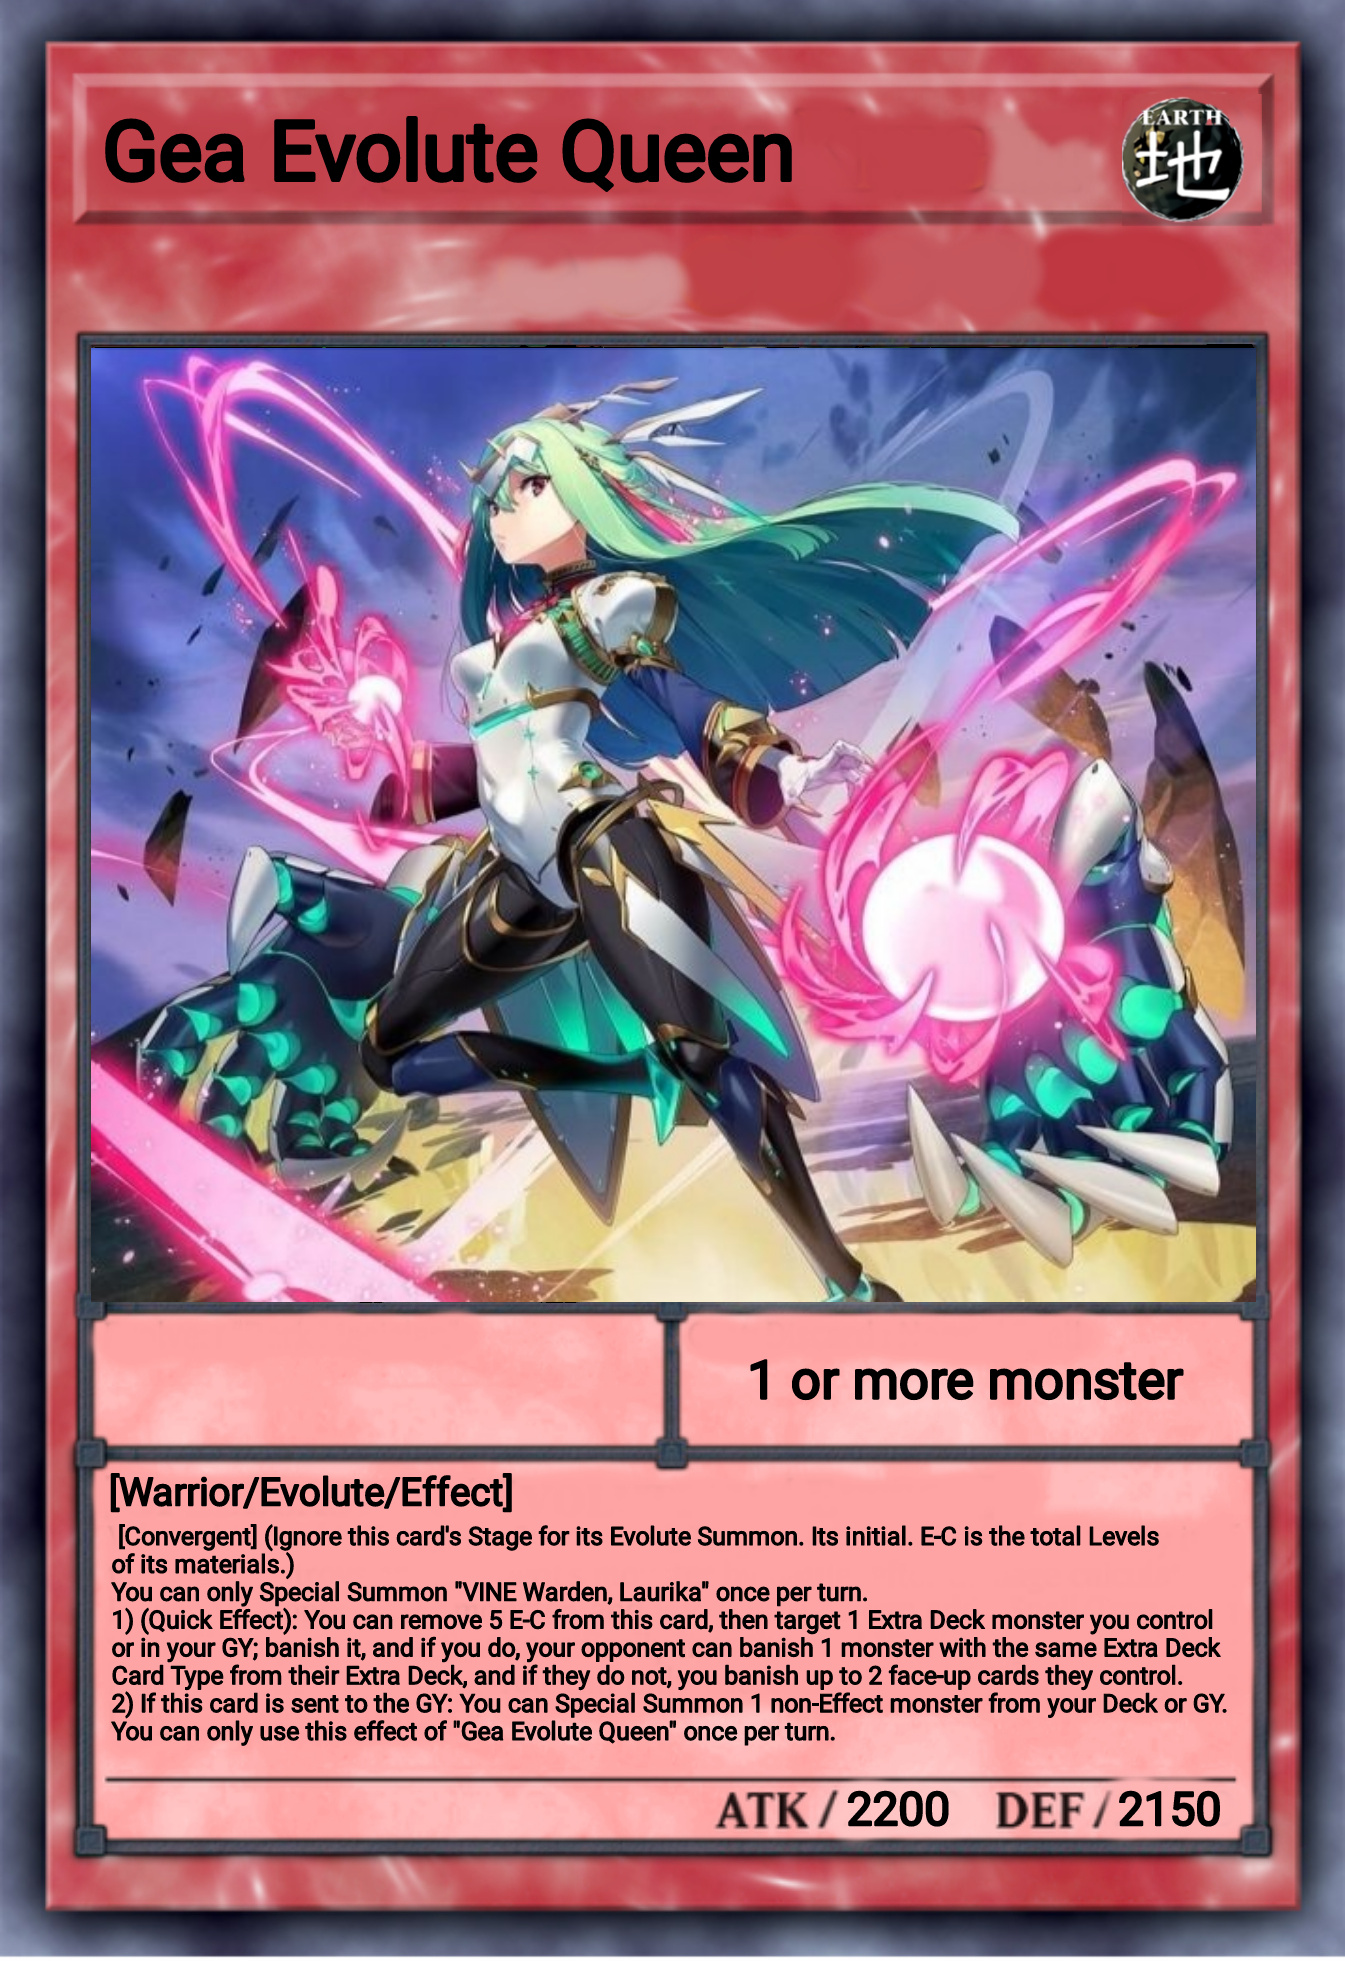 Gea Evolute Queen
EARTH
地
1 or more monster
[Warrior/Evolute/Effect]
[Convergent] (Ignore this card's Stage for its Evolute Summon. Its initial. E-C is the total Levels
of its materials.)
You can only Special Summon "VINE Warden, Laurika" once per turn.
1) (Quick Effect): You can remove 5 E-C from this card, then target 1 Extra Deck monster you control
or in your GY; banish it, and if you do, your opponent can banish 1 monster with the same Extra Deck
Card Type from their Extra Deck, and if they do not, you banish up to 2 face-up cards they control.
2) If this card is sent to the GY: You can Special Summon 1 non-Effect monster from your Deck or GY.
You can only use this effect of "Gea Evolute Queen" once per turn.
ATK / 2200 DEF / 2150